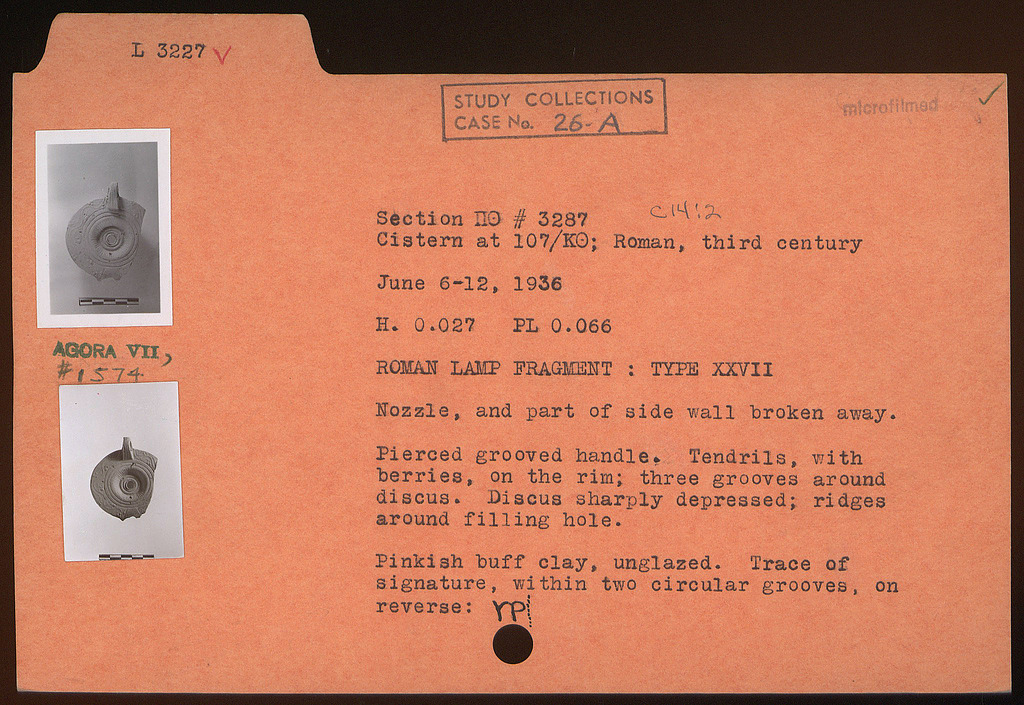 L 3227 V
STUDY COLLECTIONS
CASE No. 26-A
microfilmed
Section ΠΘ # 3287 C14:2
Cistern at 107/ΚΘ; Roman, third century
June 6-12, 1936
H. 0.027 PL 0.066
ROMAN LAMP FRAGMENT : TYPE XXVII
Nozzle, and part of side wall broken away.
Pierced grooved handle. Tendrils, with
berries, on the rim; three grooves around
discus. Discus sharply depressed; ridges
around filling hole.
Pinkish buff clay, unglazed. Trace of
signature, within two circular grooves, on
reverse: ΥΡ
AGORA VII,
#1574